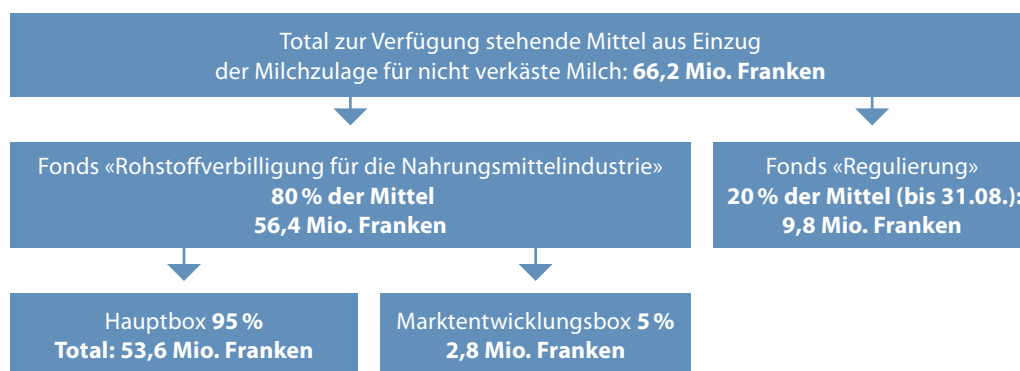 Total zur Verfügung stehende Mittel aus Einzug
der Milchzulage für nicht verkäste Milch: 66,2 Mio. Franken
Fonds «Rohstoffverbilligung für die Nahrungsmittelindustrie»
80 % der Mittel
56,4 Mio. Franken
Fonds «Regulierung»
20 % der Mittel (bis 31.08.):
9,8 Mio. Franken
Hauptbox 95 %
Total: 53,6 Mio. Franken
Marktentwicklungsbox 5 %
2,8 Mio. Franken